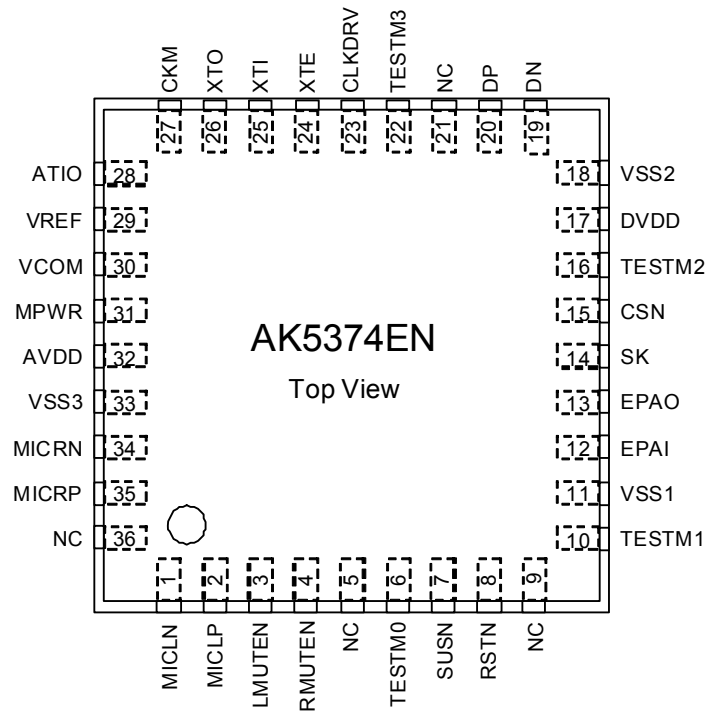 CKM
XTO
XTI
XTE
CLKDRV
TESTM3
NC
DP
DN
27
26
25
24
23
22
21
20
19
ATIO 28
VREF 29
VCOM 30
MPWR 31
AVDD 32
VSS3 33
MICRN 34
MICRP 35
NC 36
AK5374EN
Top View
18 VSS2
17 DVDD
16 TESTM2
15 CSN
14 SK
13 EPAO
12 EPAI
11 VSS1
10 TESTM1
1
2
3
4
5
6
7
8
9
MICLN
MICLP
LMUTEN
RMUTEN
NC
TESTM0
SUSN
RSTN
NC